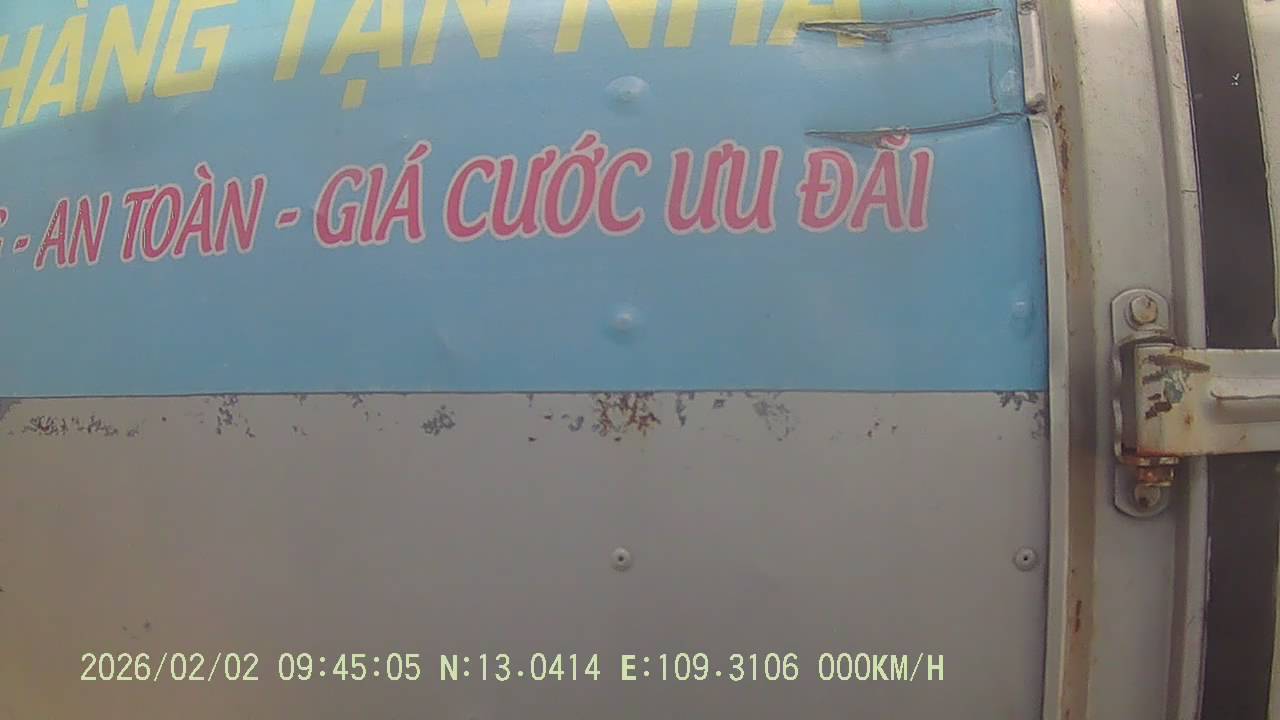 HÀNG TẬN NHÀ
- AN TOÀN - GIÁ CƯỚC ƯU ĐÃI
2026/02/02 09:45:05 N:13.0414 E:109.3106 000KM/H